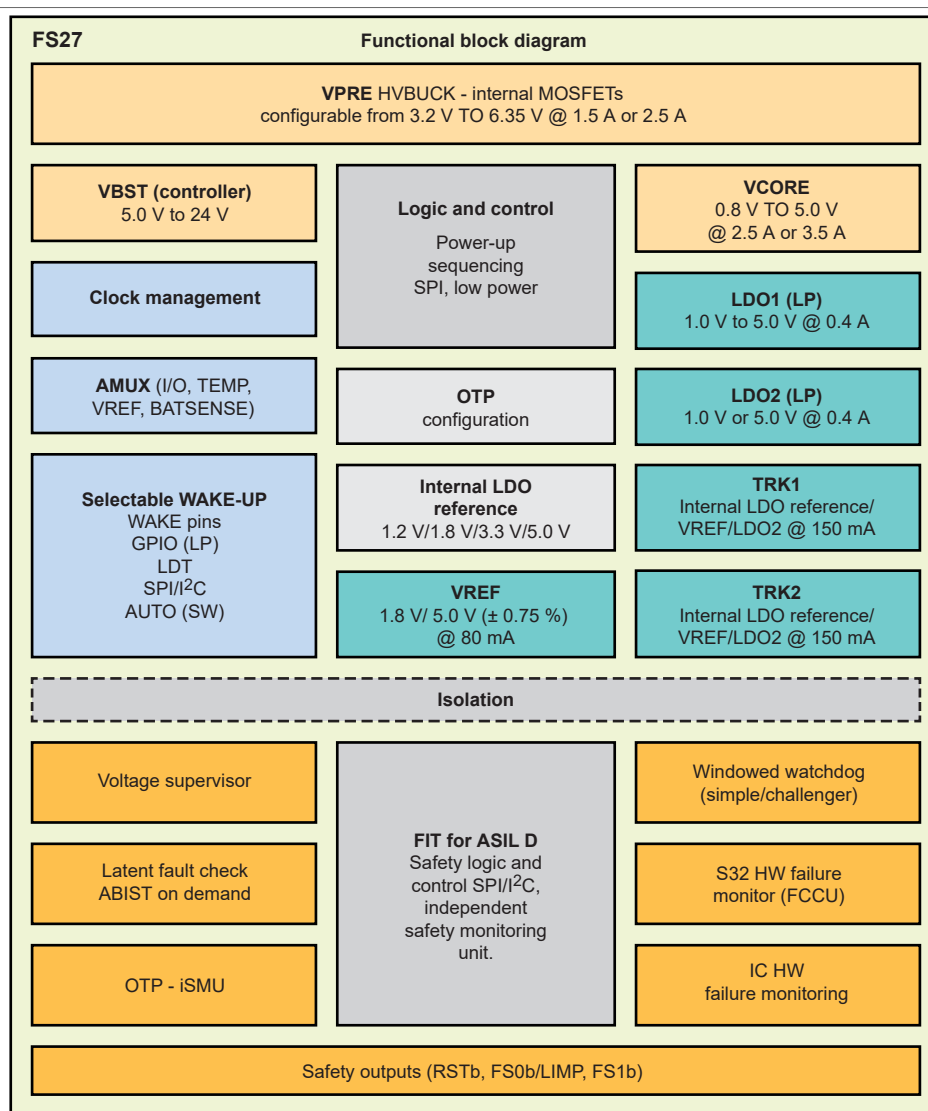 FS27
Functional block diagram
VPRE HVBUCK - internal MOSFETs
configurable from 3.2 V TO 6.35 V @ 1.5 A or 2.5 A
VBST (controller)
5.0 V to 24 V
Logic and control
Power-up
sequencing
SPI, low power
VCORE
0.8 V TO 5.0 V
@ 2.5 A or 3.5 A
Clock management
LDO1 (LP)
1.0 V to 5.0 V @ 0.4 A
AMUX (I/O, TEMP,
VREF, BATSENSE)
OTP
configuration
LDO2 (LP)
1.0 V or 5.0 V @ 0.4 A
Selectable WAKE-UP
WAKE pins
GPIO (LP)
LDT
SPI/I²C
AUTO (SW)
Internal LDO
reference
1.2 V/1.8 V/3.3 V/5.0 V
TRK1
Internal LDO reference/
VREF/LDO2 @ 150 mA
VREF
1.8 V/ 5.0 V (± 0.75 %)
@ 80 mA
TRK2
Internal LDO reference/
VREF/LDO2 @ 150 mA
Isolation
Voltage supervisor
FIT for ASIL D
Safety logic and
control SPI/I²C,
independent
safety monitoring
unit.
Windowed watchdog
(simple/challenger)
Latent fault check
ABIST on demand
S32 HW failure
monitor (FCCU)
OTP - iSMU
IC HW
failure monitoring
Safety outputs (RSTb, FS0b/LIMP, FS1b)